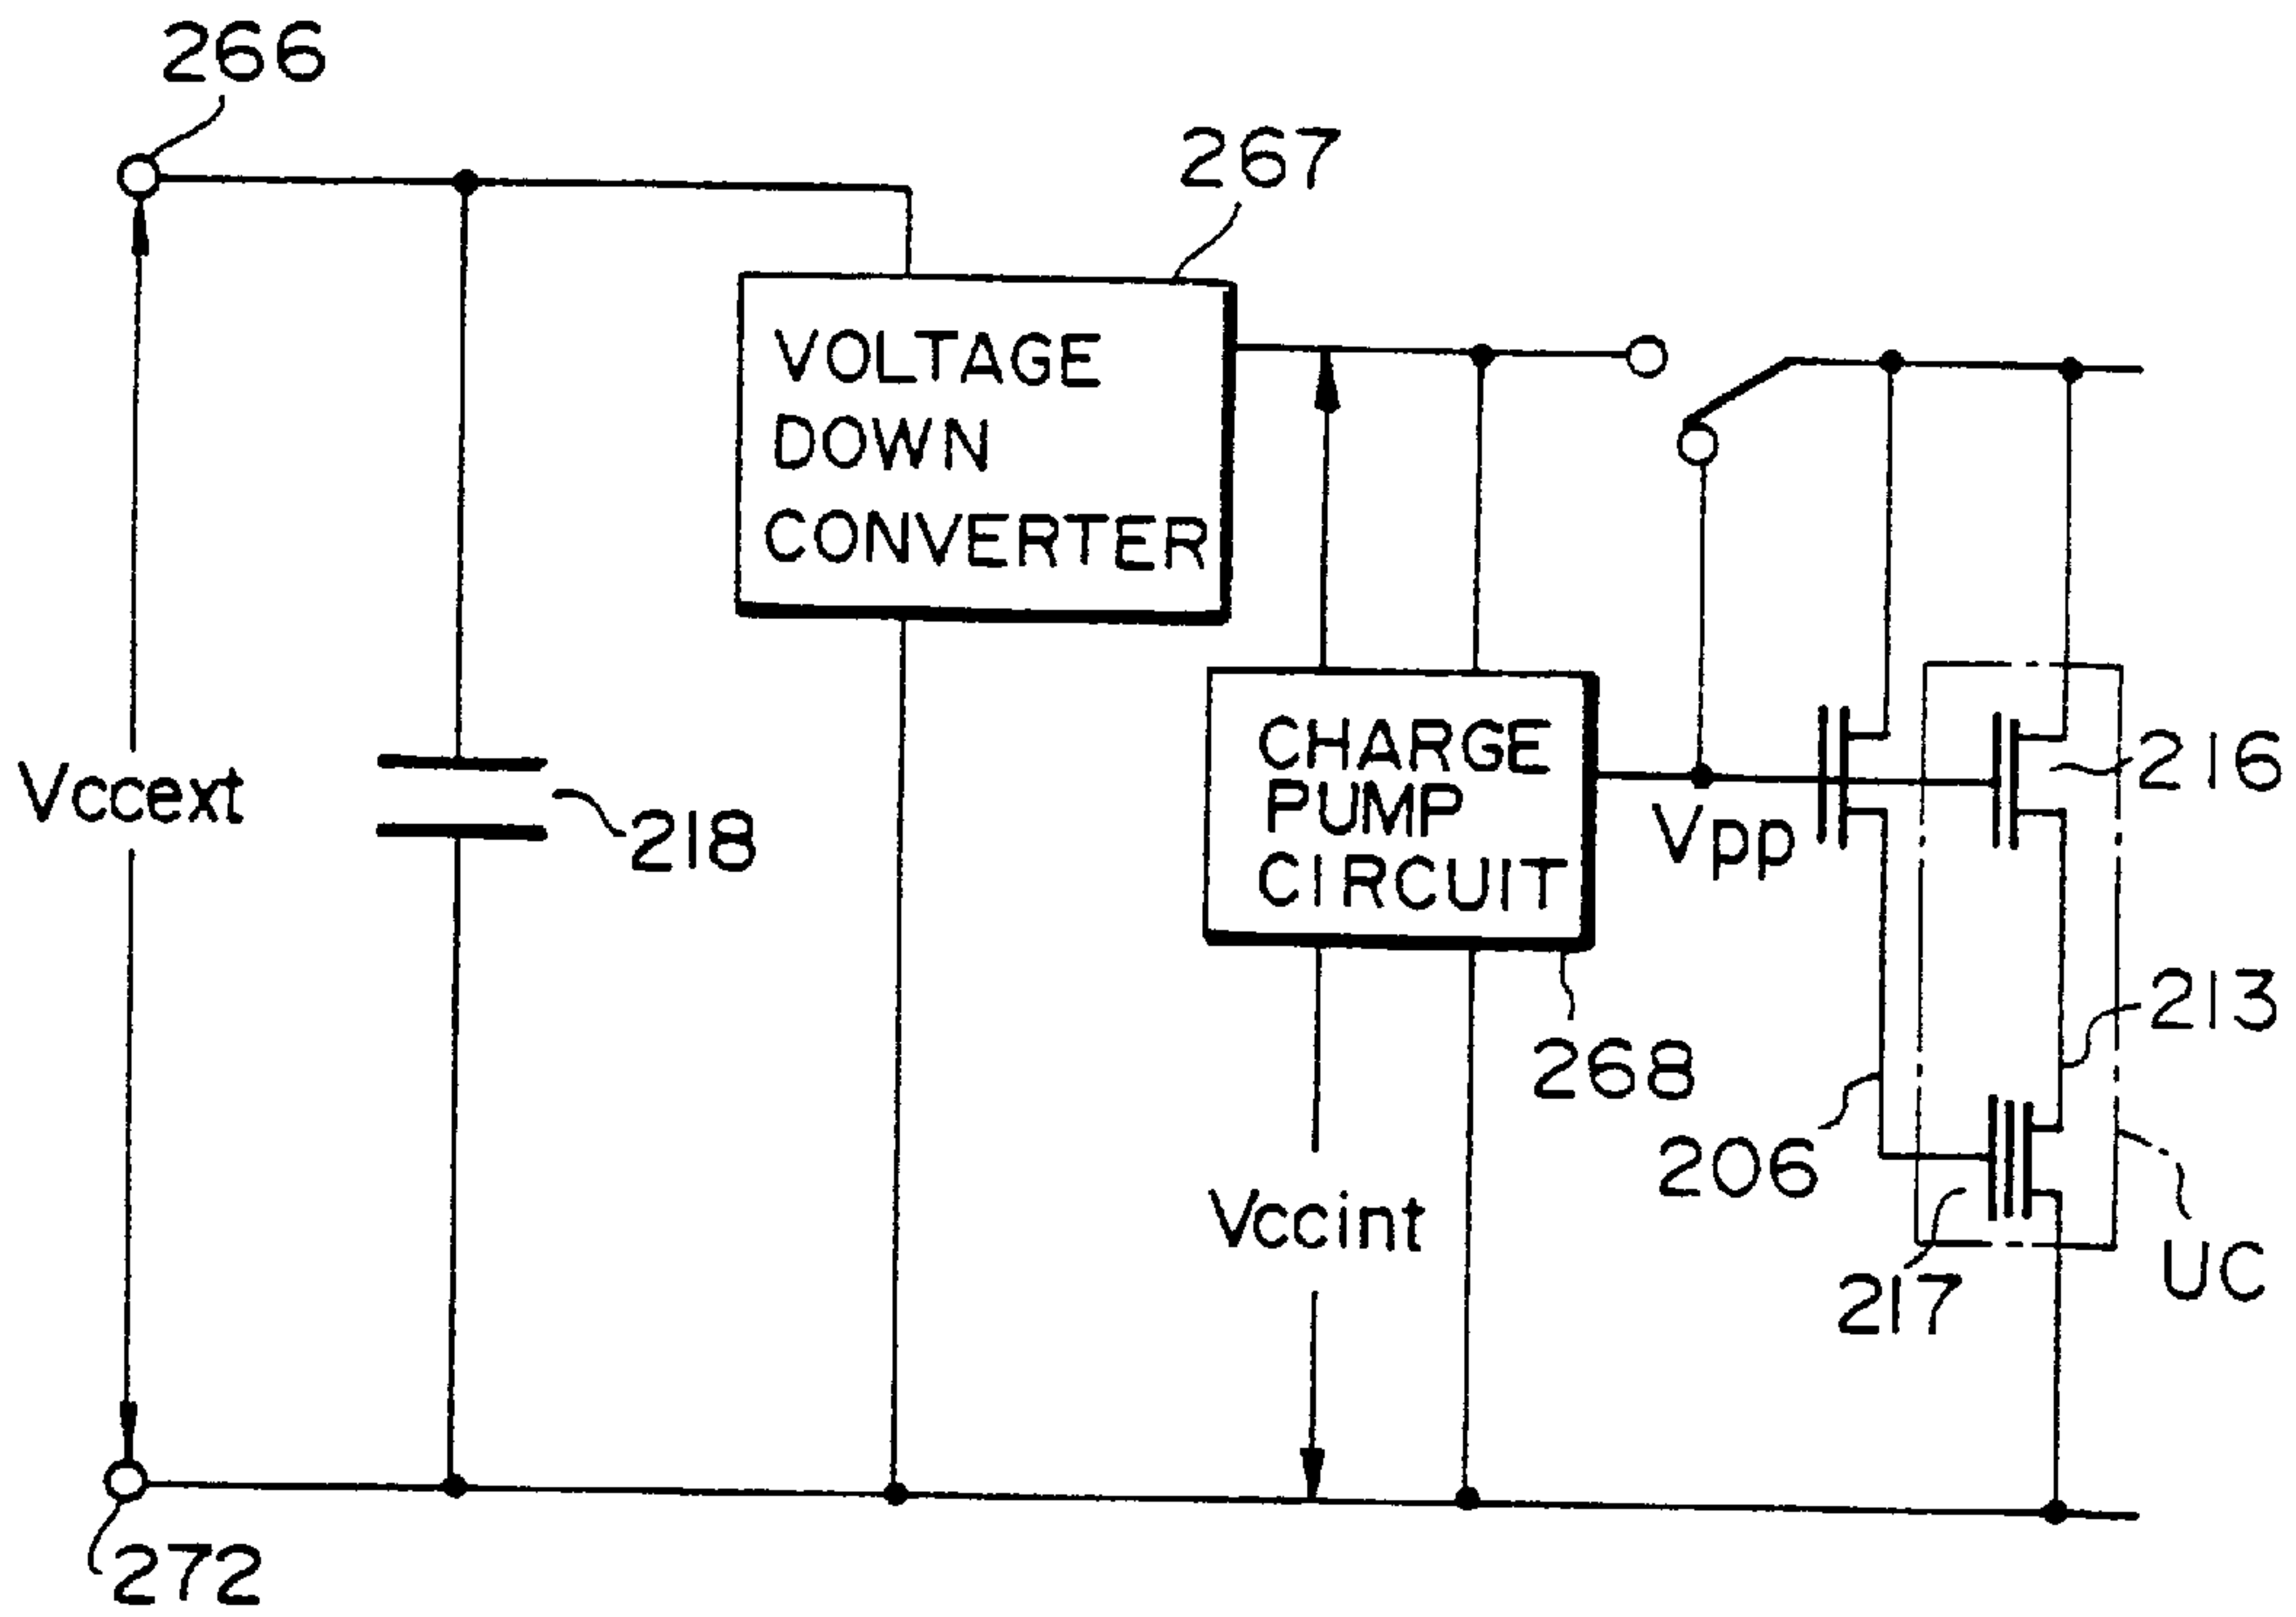 266
267
VOLTAGE
DOWN
CONVERTER
CHARGE
PUMP
CIRCUIT
216
Vccext
218
Vpp
213
268
206
Vccint
217
UC
272